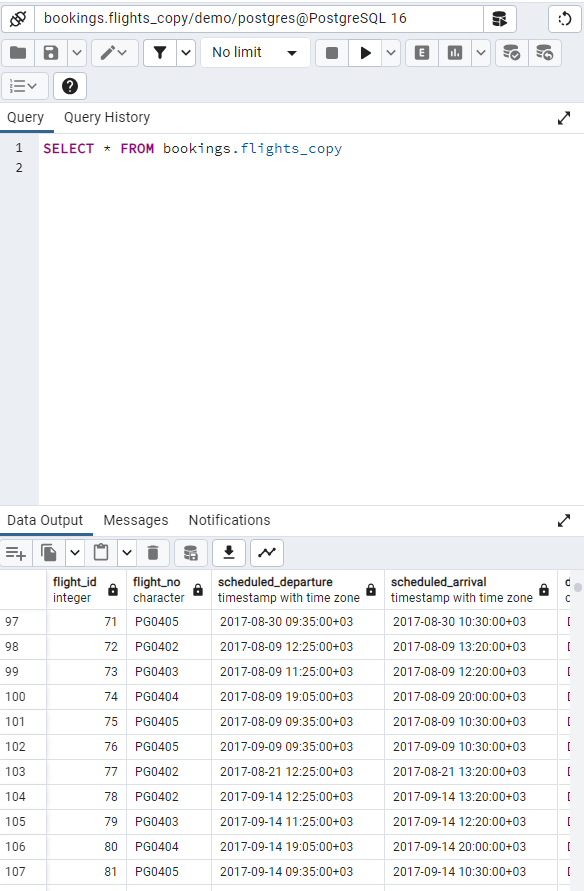 bookings.flights_copy/demo/postgres@PostgreSQL 16
No limit
E
?
Query Query History
1 SELECT * FROM bookings.flights_copy
2
Data Output Messages Notifications
flight_id flight_no scheduled_departure scheduled_arrival
integer character timestamp with time zone timestamp with time zone
97 71 PG0405 2017-08-30 09:35:00+03 2017-08-30 10:30:00+03
98 72 PG0402 2017-08-09 12:25:00+03 2017-08-09 13:20:00+03
99 73 PG0403 2017-08-09 11:25:00+03 2017-08-09 12:20:00+03
100 74 PG0404 2017-08-09 19:05:00+03 2017-08-09 20:00:00+03
101 75 PG0405 2017-08-09 09:35:00+03 2017-08-09 10:30:00+03
102 76 PG0405 2017-09-09 09:35:00+03 2017-09-09 10:30:00+03
103 77 PG0402 2017-08-21 12:25:00+03 2017-08-21 13:20:00+03
104 78 PG0402 2017-09-14 12:25:00+03 2017-09-14 13:20:00+03
105 79 PG0403 2017-09-14 11:25:00+03 2017-09-14 12:20:00+03
106 80 PG0404 2017-09-14 19:05:00+03 2017-09-14 20:00:00+03
107 81 PG0405 2017-09-14 09:35:00+03 2017-09-14 10:30:00+03